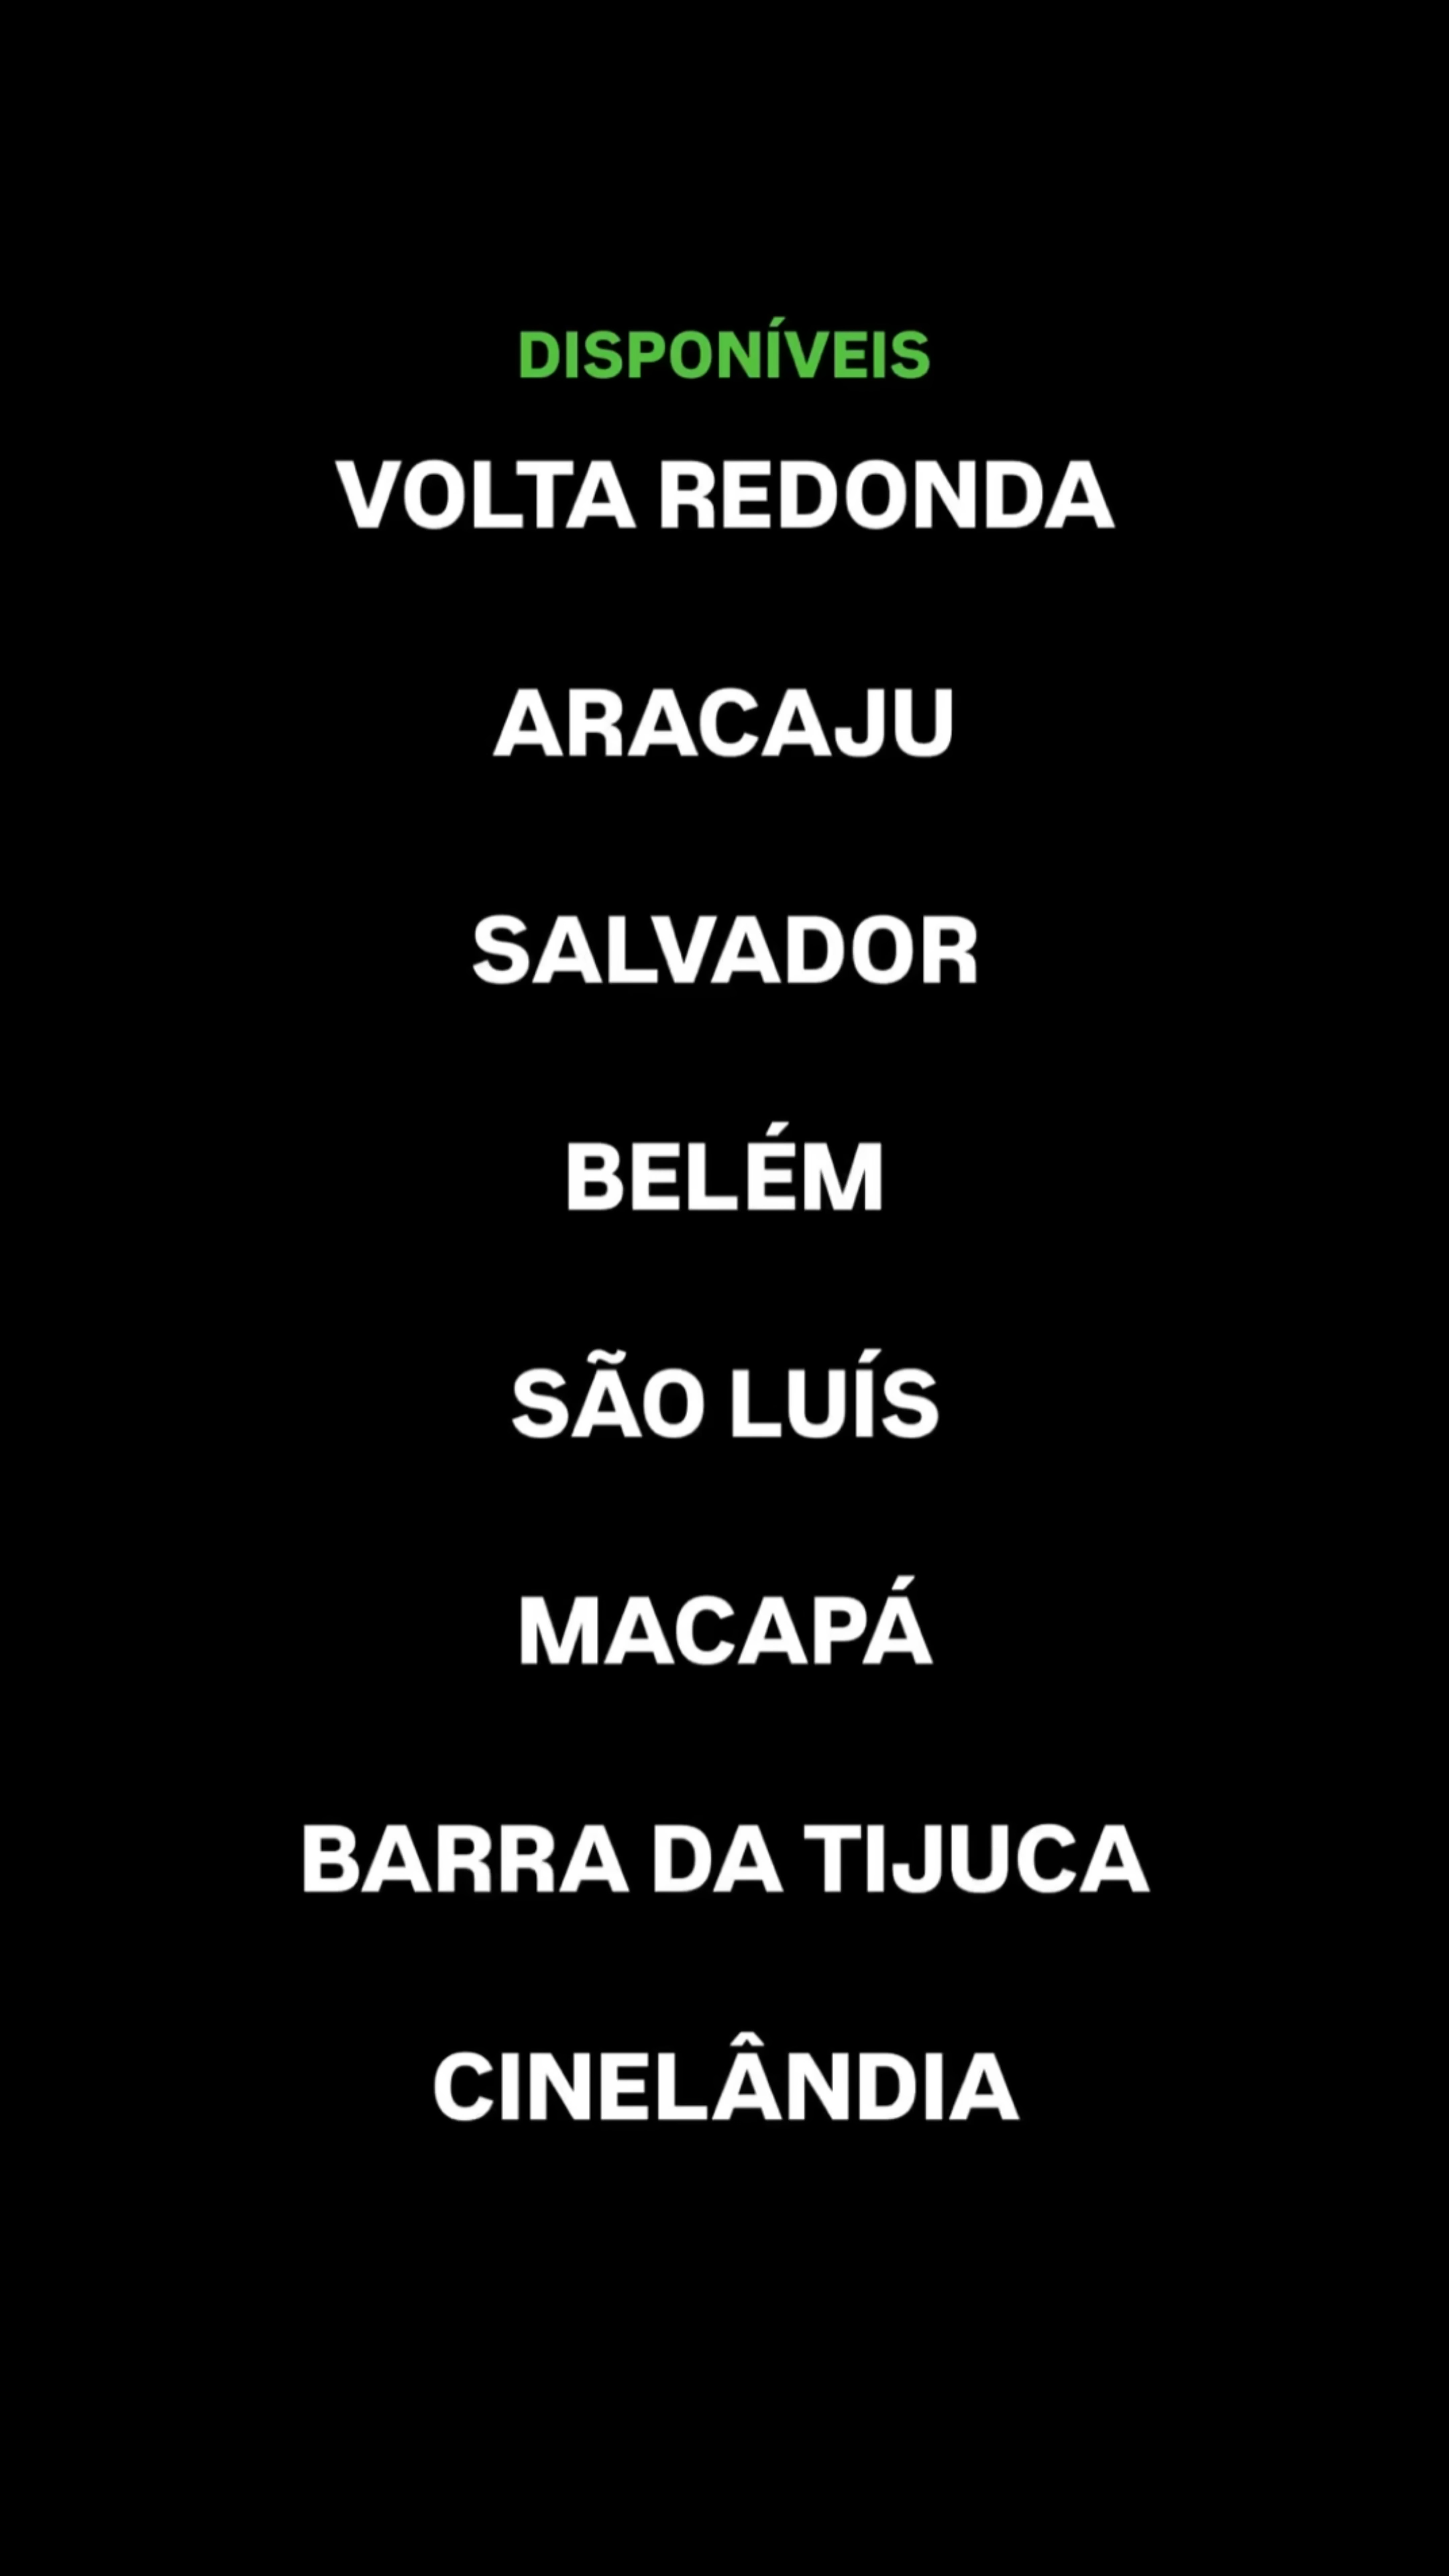 DISPONÍVEIS
VOLTA REDONDA
ARACAJU
SALVADOR
BELÉM
SÃO LUÍS
MACAPÁ
BARRA DA TIJUCA
CINELÂNDIA